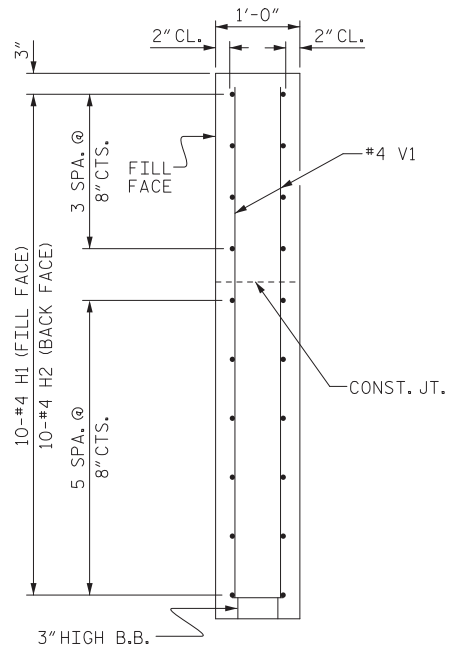 1'-0"
2" CL.
2" CL.
3"
FILL
FACE
#4 V1
3 SPA. @
8" CTS.
10-#4 H1 (FILL FACE)
10-#4 H2 (BACK FACE)
CONST. JT.
5 SPA. @
8" CTS.
3" HIGH B.B.